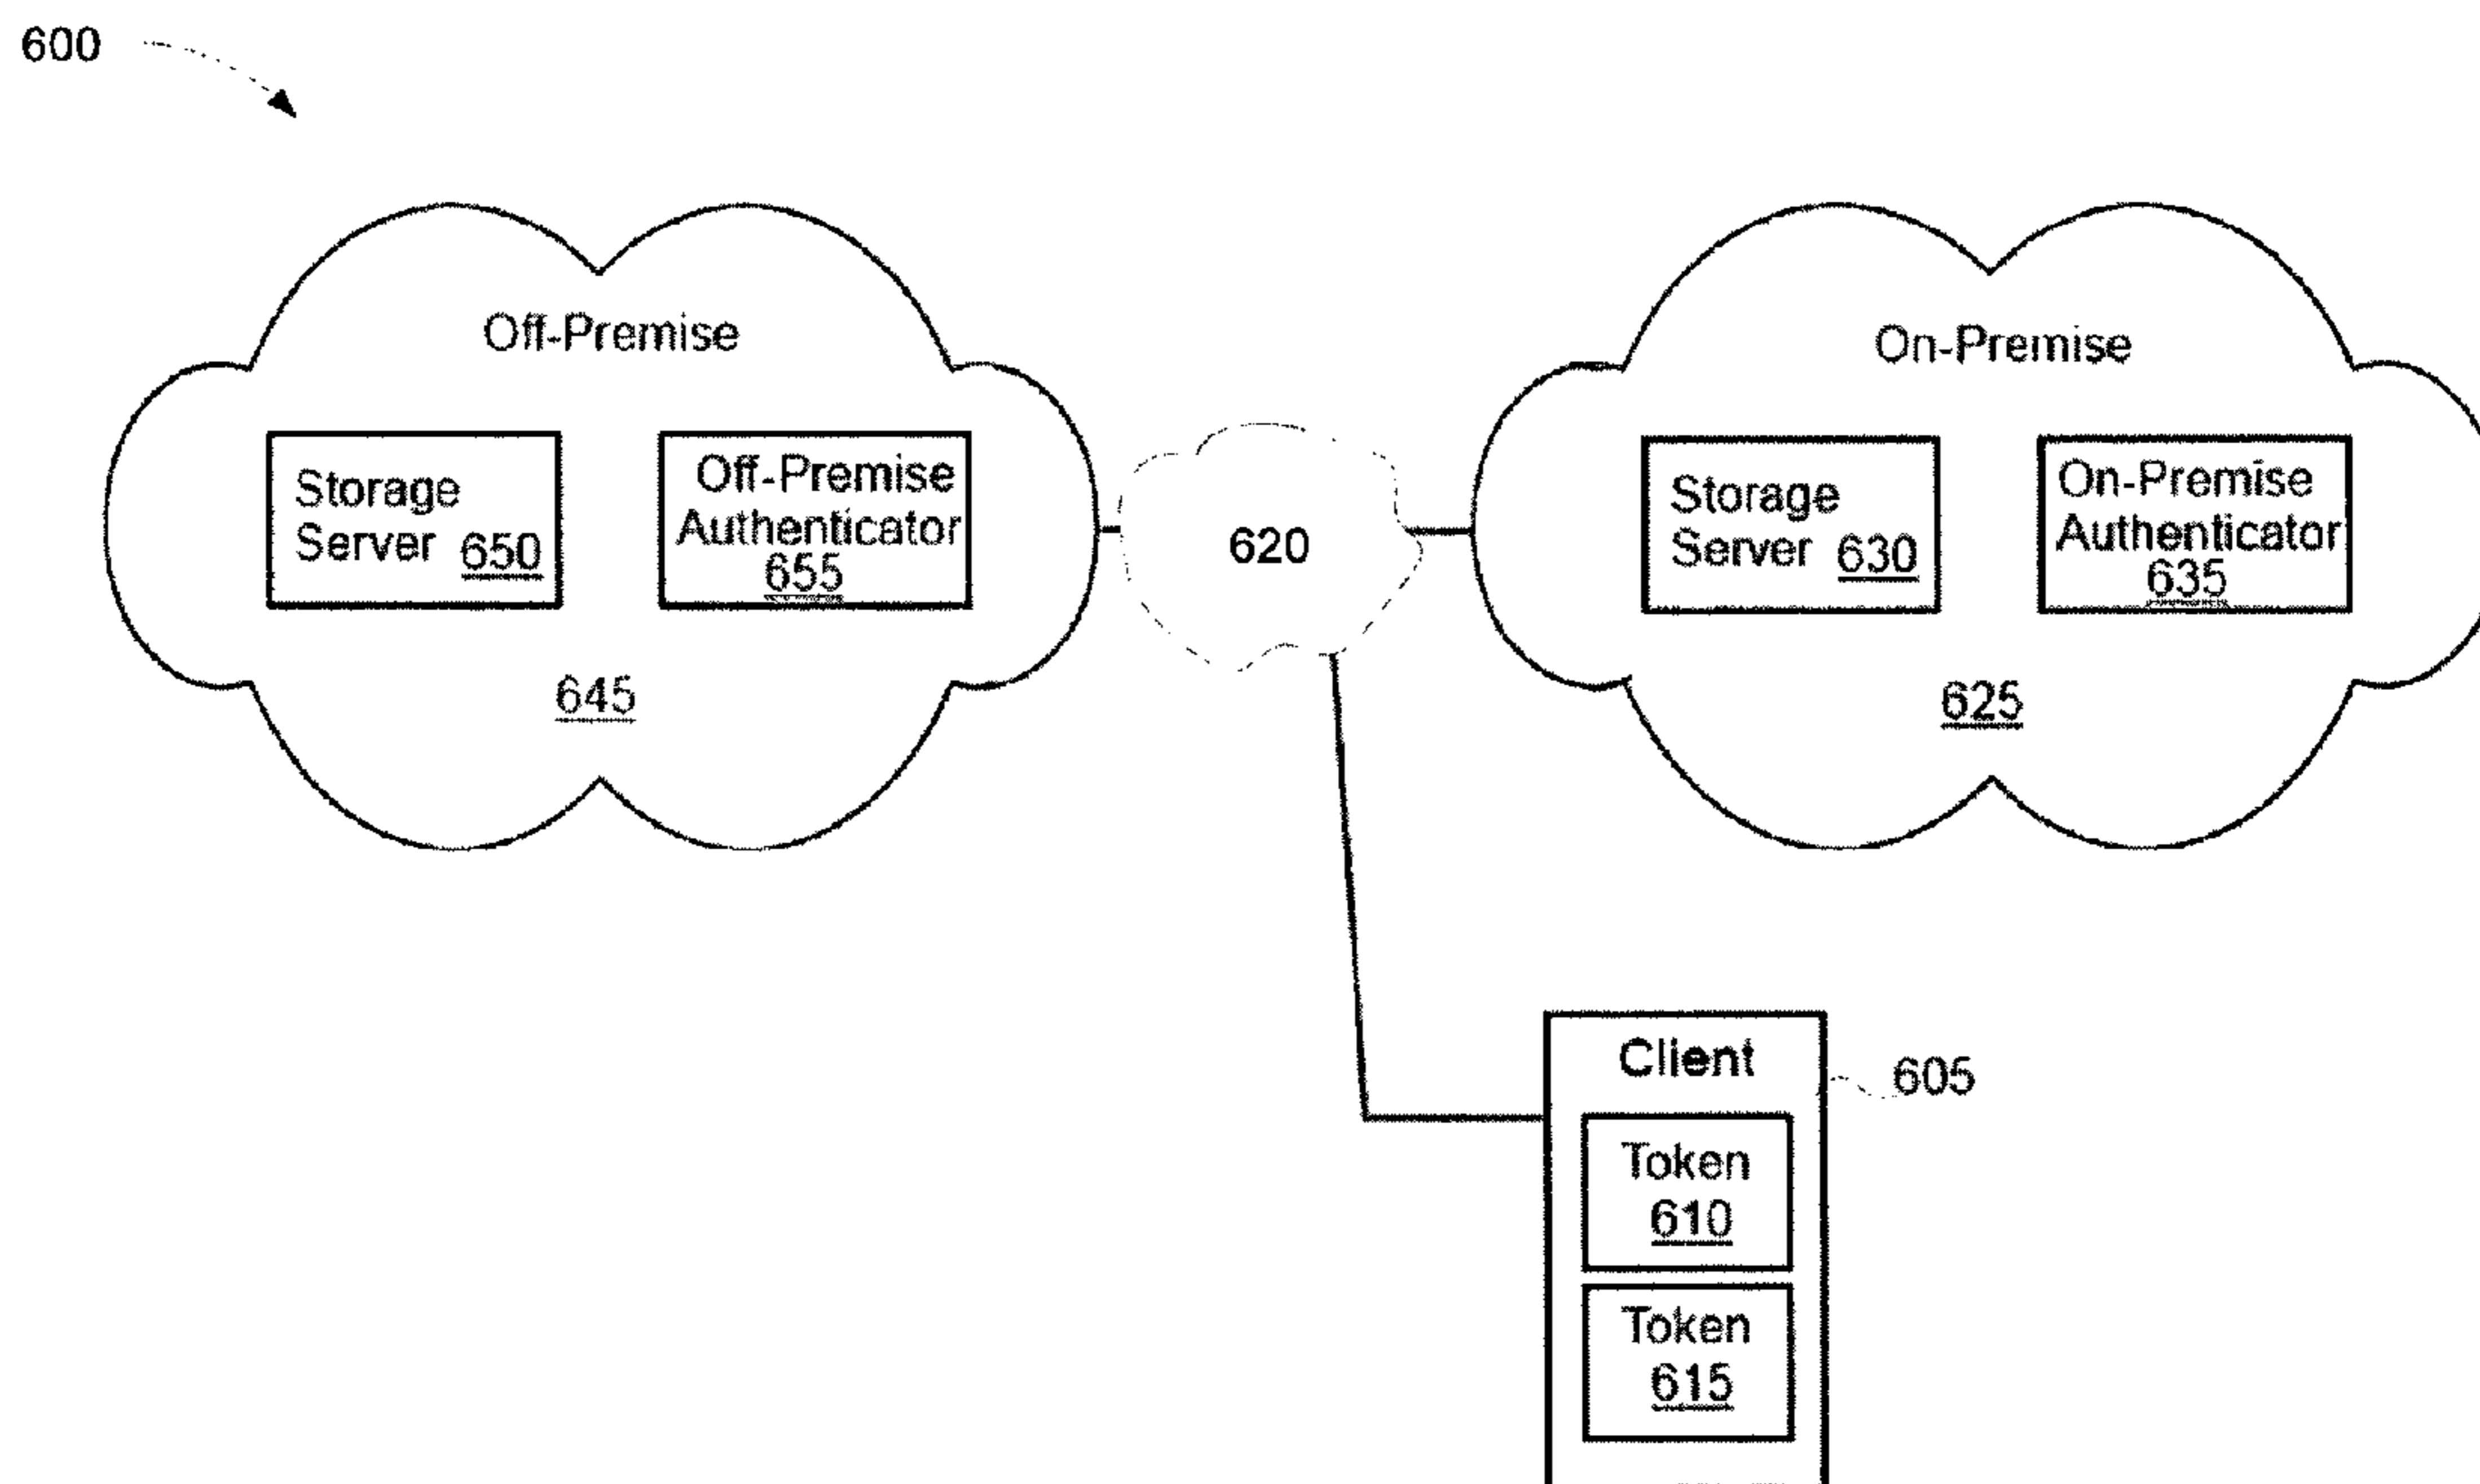 600
Off-Premise
Storage
Server 650
Off-Premise
Authenticator
655
645
620
On-Premise
Storage
Server 630
On-Premise
Authenticator
635
625
Client
605
Token
610
Token
615